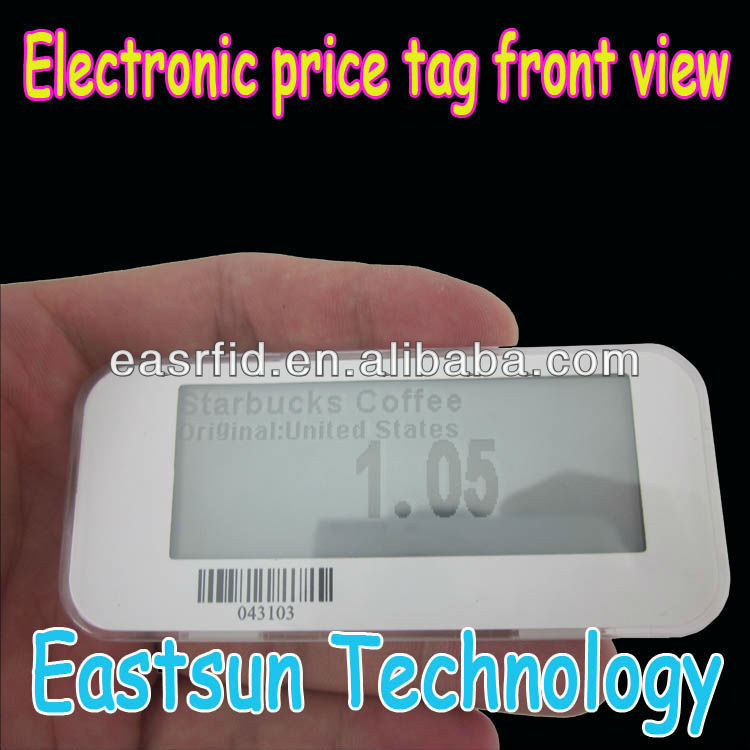 Electronic price tag front view
easrfid.en.alibaba.com
Starbucks Coffee
Original:United States
1.05
043103
Eastsun Technology